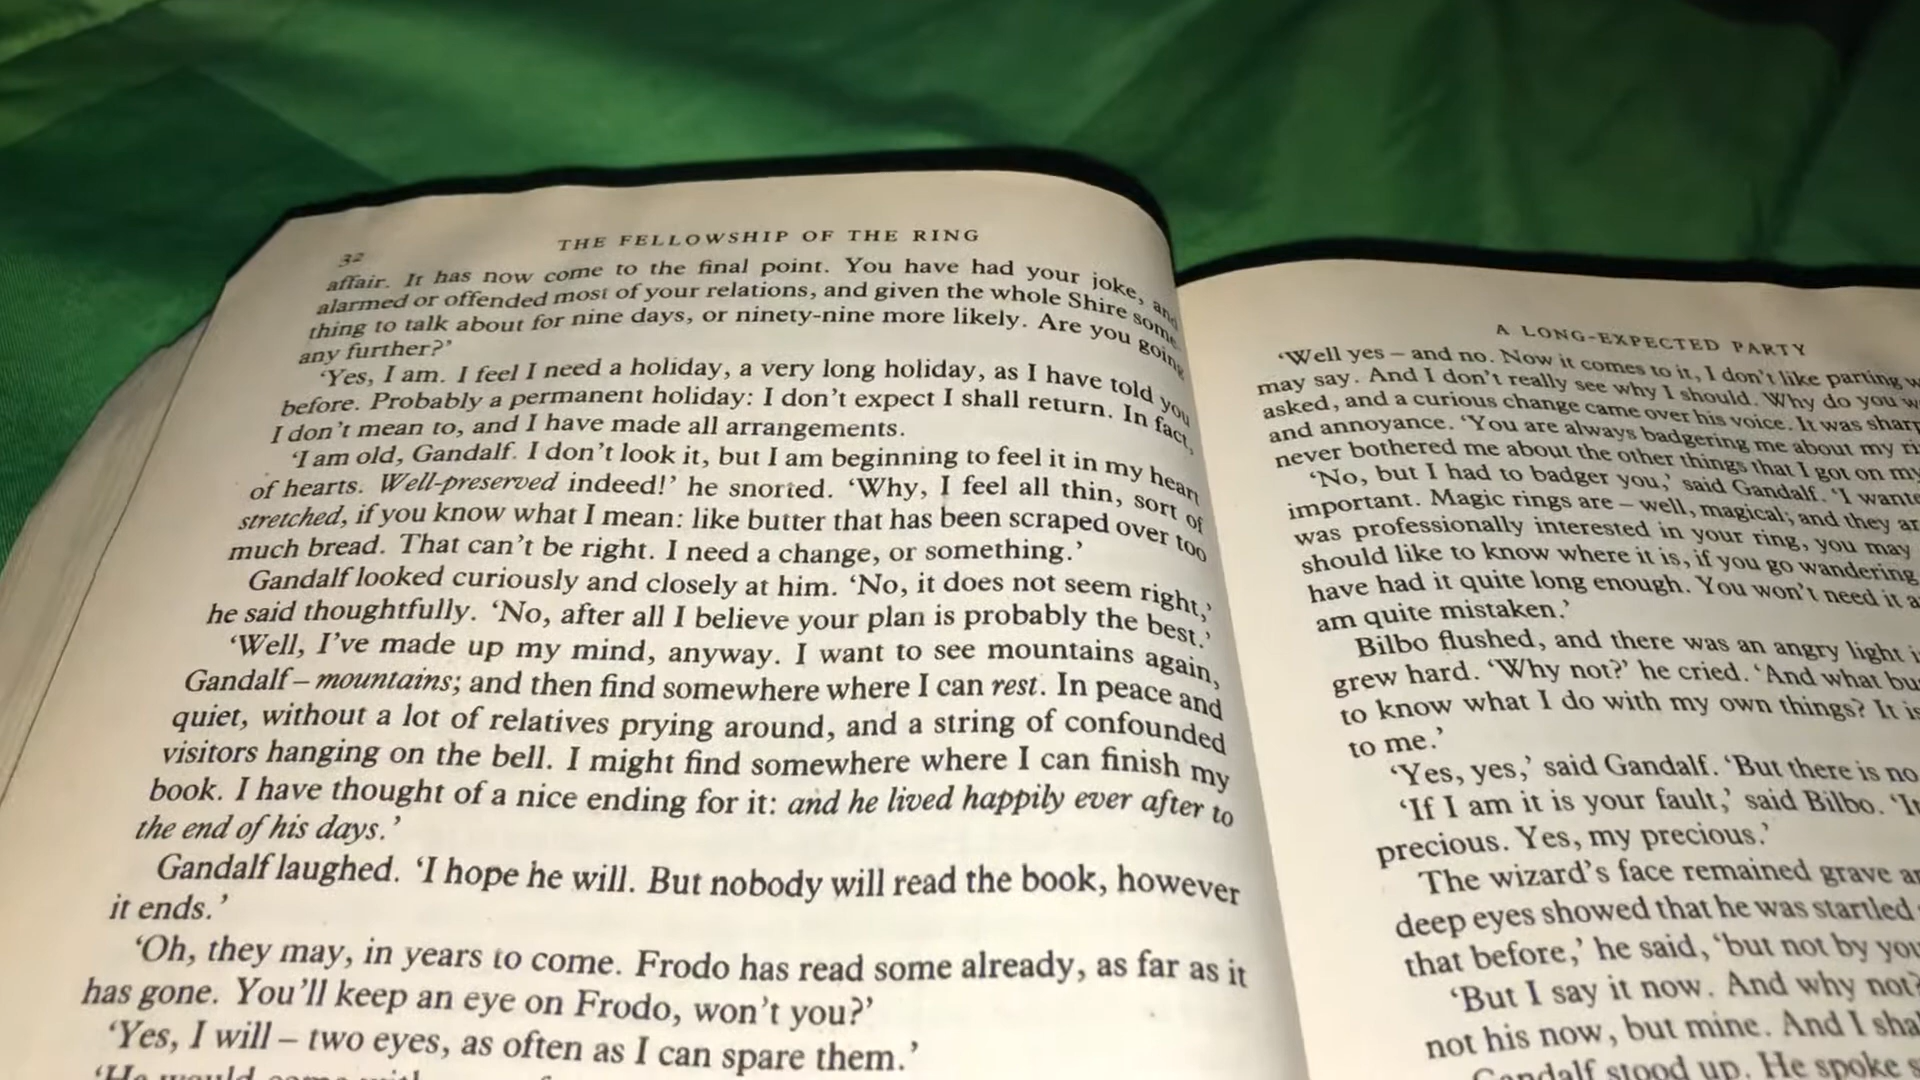 32
THE FELLOWSHIP OF THE RING
affair. It has now come to the final point. You have had your joke, and
alarmed or offended most of your relations, and given the whole Shire some-
thing to talk about for nine days, or ninety-nine more likely. Are you going
any further?’
‘Yes, I am. I feel I need a holiday, a very long holiday, as I have told you
before. Probably a permanent holiday: I don’t expect I shall return. In fact,
I don’t mean to, and I have made all arrangements.
‘I am old, Gandalf. I don’t look it, but I am beginning to feel it in my heart
of hearts. Well-preserved indeed!’ he snorted. ‘Why, I feel all thin, sort of
stretched, if you know what I mean: like butter that has been scraped over too
much bread. That can’t be right. I need a change, or something.’
Gandalf looked curiously and closely at him. ‘No, it does not seem right,’
he said thoughtfully. ‘No, after all I believe your plan is probably the best.’
‘Well, I’ve made up my mind, anyway. I want to see mountains again,
Gandalf – mountains; and then find somewhere where I can rest. In peace and
quiet, without a lot of relatives prying around, and a string of confounded
visitors hanging on the bell. I might find somewhere where I can finish my
book. I have thought of a nice ending for it: and he lived happily ever after to
the end of his days.’
Gandalf laughed. ‘I hope he will. But nobody will read the book, however
it ends.’
‘Oh, they may, in years to come. Frodo has read some already, as far as it
has gone. You’ll keep an eye on Frodo, won’t you?’
‘Yes, I will – two eyes, as often as I can spare them.’
‘He would come with
A LONG-EXPECTED PARTY
‘Well yes – and no. Now it comes to it, I don’t like parting
may say. And I don’t really see why I should. Why do you
asked, and a curious change came over his voice. It was sharp
and annoyance. ‘You are always badgering me about my
never bothered me about the other things that I got on my
‘No, but I had to badger you,’ said Gandalf. ‘I
important. Magic rings are – well, magical; and they
was professionally interested in your ring, you may
should like to know where it is, if you go wandering
have had it quite long enough. You won’t need it
am quite mistaken.’
Bilbo flushed, and there was an angry light
grew hard. ‘Why not?’ he cried. ‘And what
to know what I do with my own things? It is
to me.’
‘Yes, yes,’ said Gandalf. ‘But there is no
‘If I am it is your fault,’ said Bilbo. ‘It
precious. Yes, my precious.’
The wizard’s face remained grave
deep eyes showed that he was startled
that before,’ he said, ‘but not by you
‘But I say it now. And why not?
not his now, but mine. And I
Gandalf stood up. He spoke